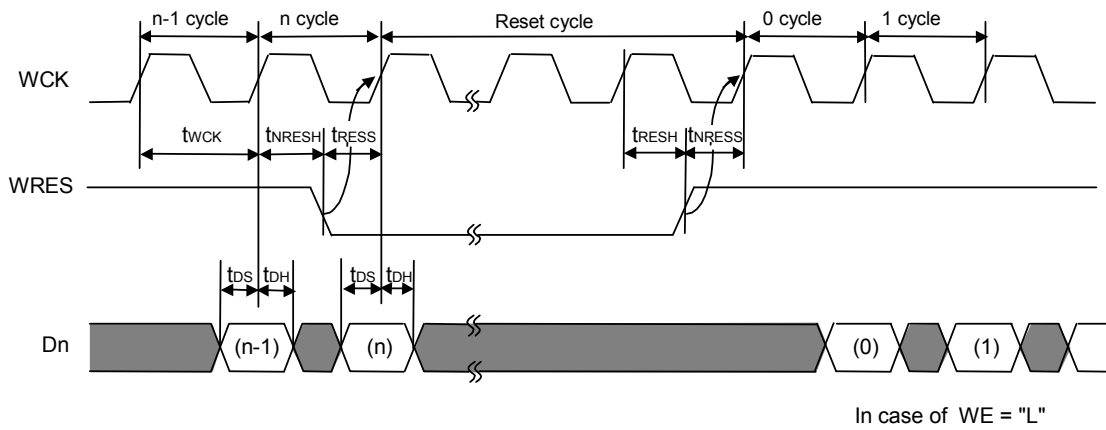 n-1 cycle n cycle Reset cycle 0 cycle 1 cycle
WCK
tWCK tNRESH tRESS tRESH tNRESS
WRES
tDS tDH tDS tDH
Dn (n-1) (n) (0) (1)
In case of WE = "L"